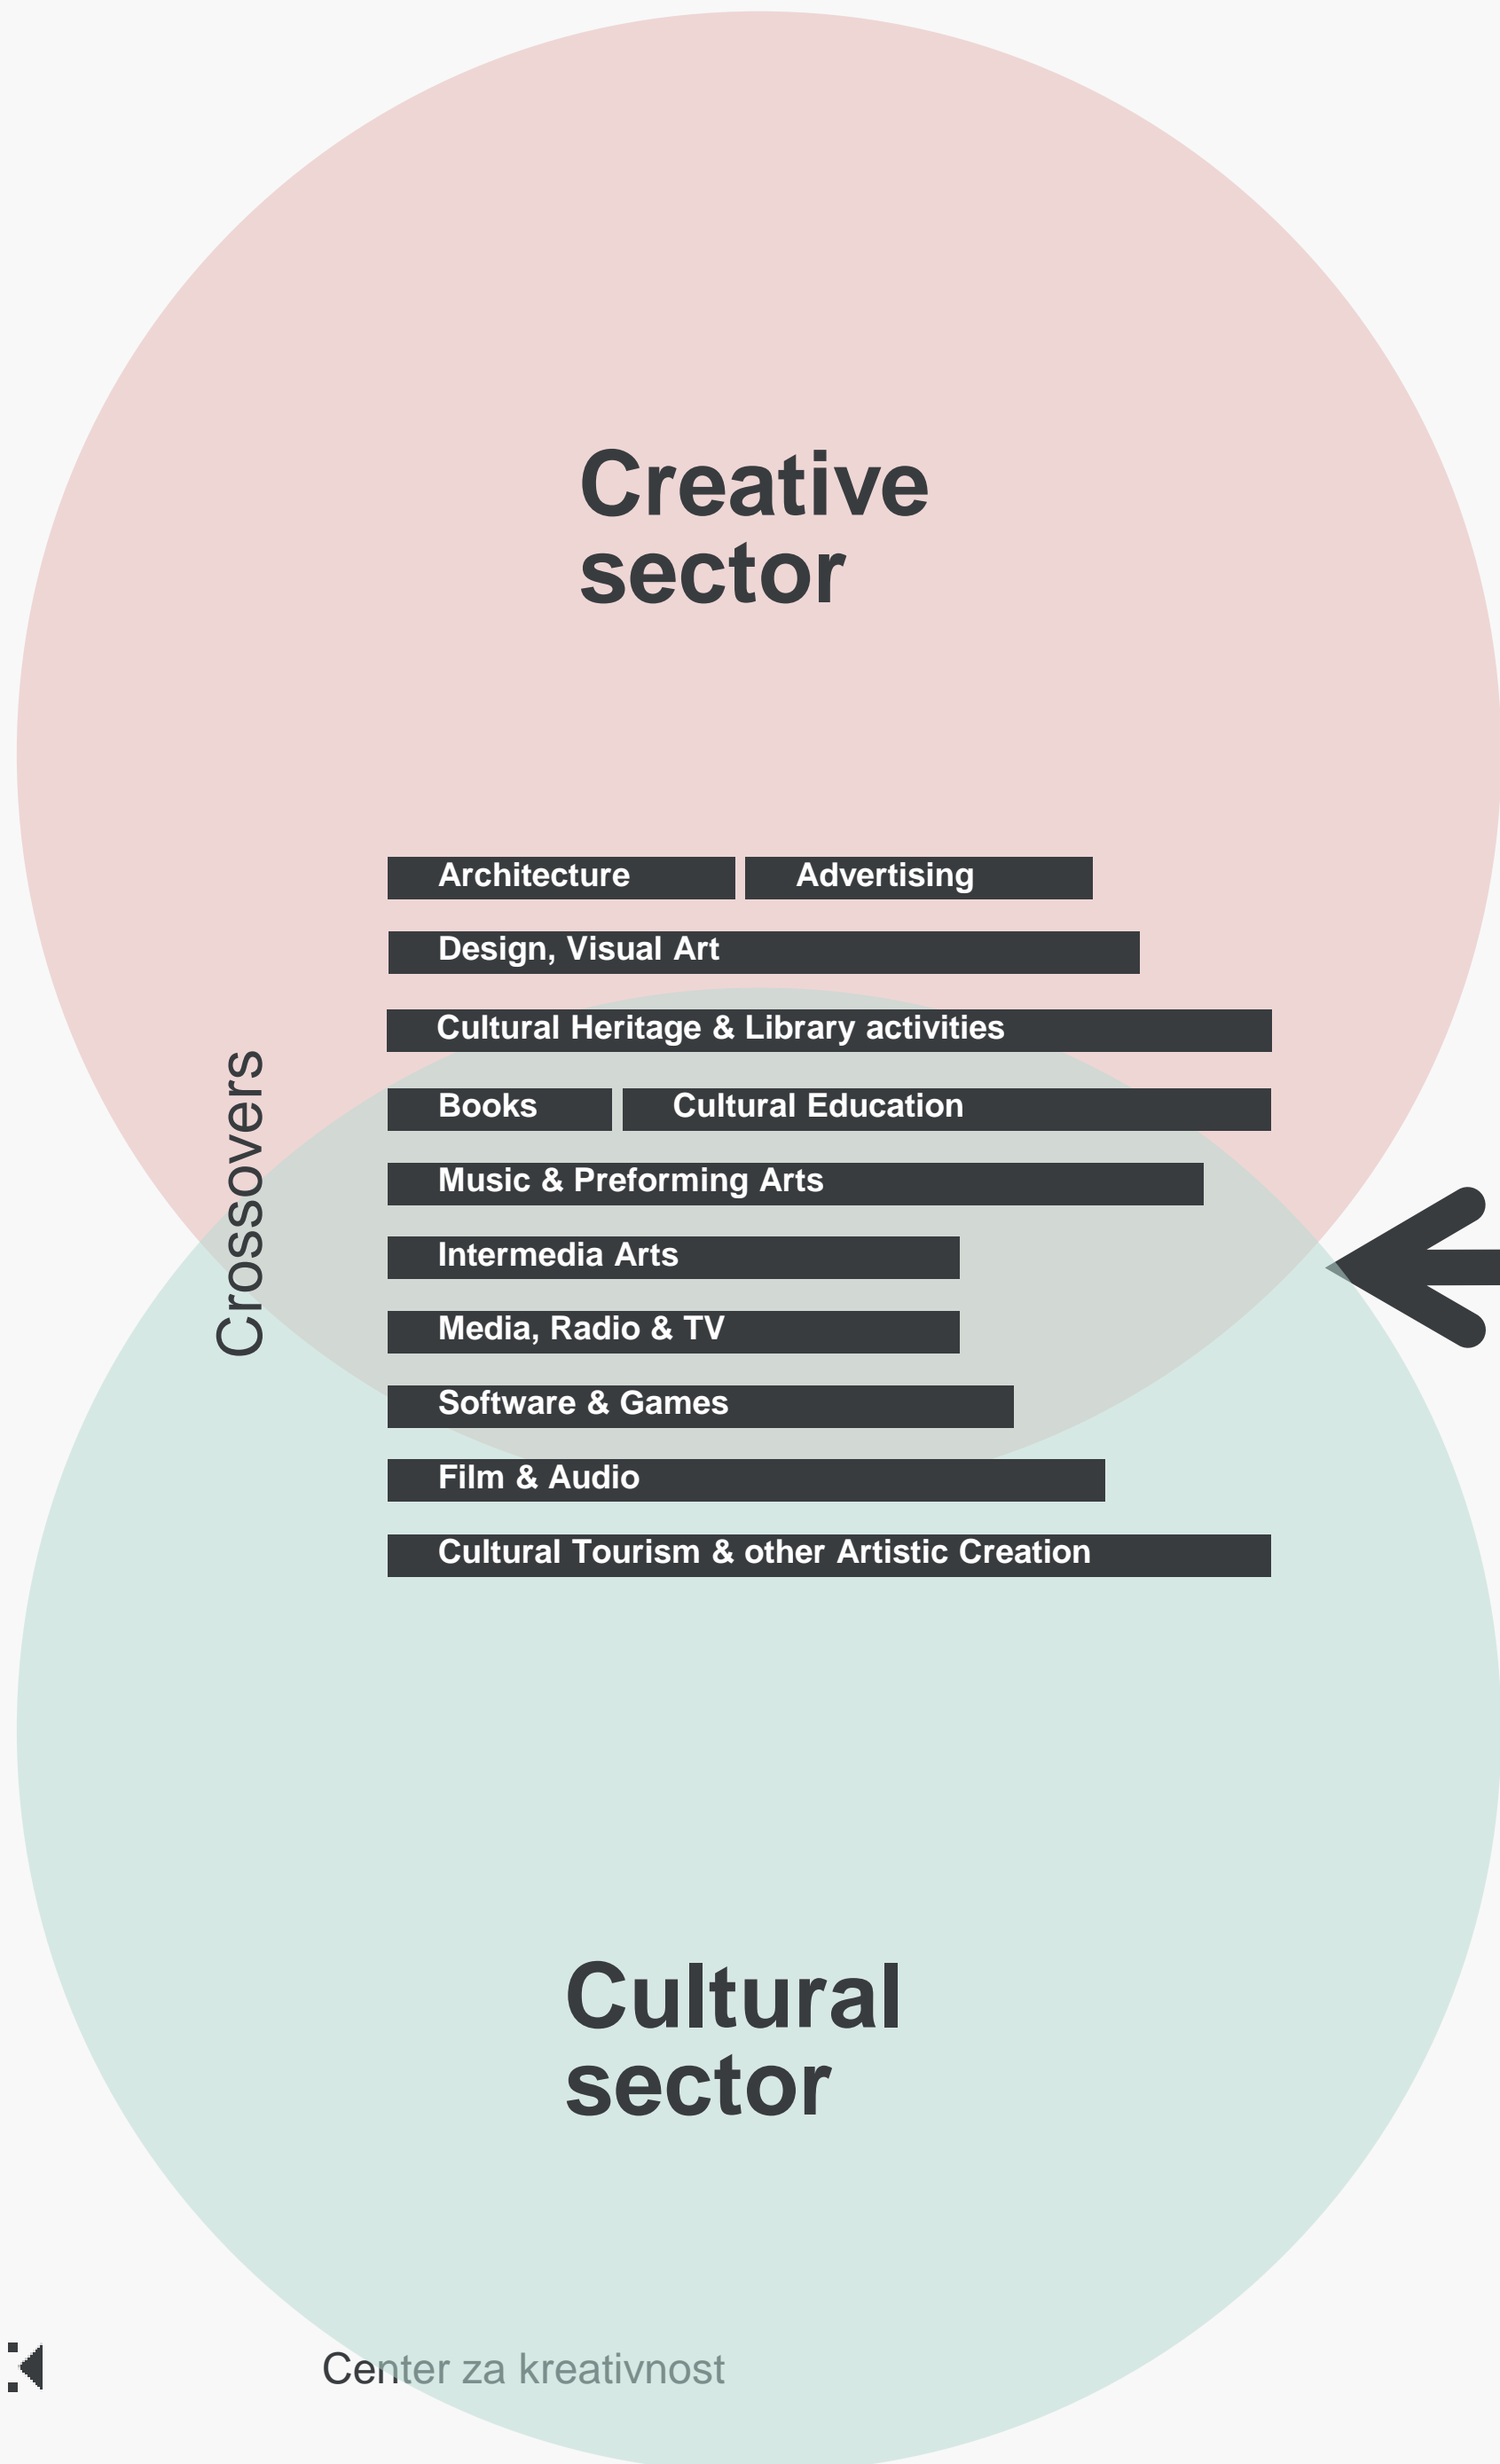 Creative
sector
Architecture
Advertising
Design, Visual Art
Cultural Heritage & Library activities
Books
Cultural Education
Music & Preforming Arts
Intermedia Arts
Media, Radio & TV
Software & Games
Film & Audio
Cultural Tourism & other Artistic Creation
Crossovers
Cultural
sector
Center za kreativnost